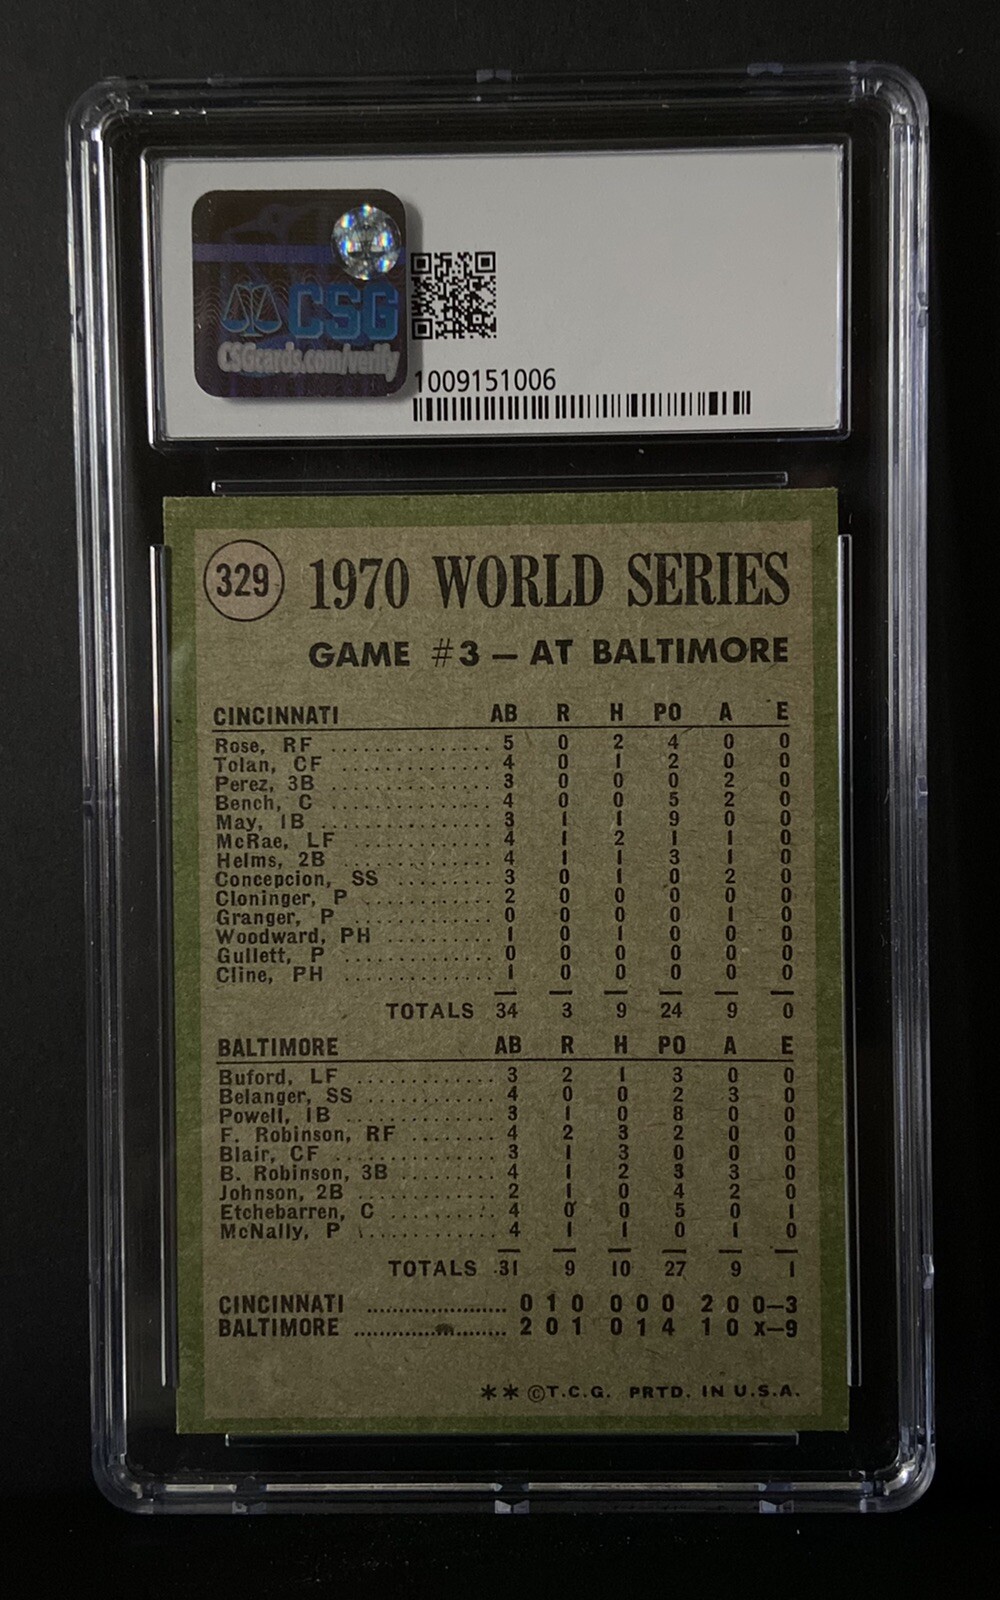 CSG
CSGcards.com/verify
1009151006
329 1970 WORLD SERIES
GAME #3 — AT BALTIMORE
CINCINNATI AB R H PO A E
Rose, RF 5 0 2 4 0 0
Tolan, CF 4 0 1 2 0 0
Perez, 3B 3 0 0 0 2 0
Bench, C 4 0 0 5 2 0
May, 1B 3 1 1 9 0 0
McRae, LF 4 1 2 1 1 0
Helms, 2B 4 1 1 3 1 0
Concepcion, SS 3 0 1 0 2 0
Cloninger, P 2 0 0 0 0 0
Granger, P 0 0 0 0 1 0
Woodward, PH 1 0 1 0 0 0
Gullett, P 0 0 0 0 0 0
Cline, PH 1 0 0 0 0 0
TOTALS 34 3 9 24 9 0
BALTIMORE AB R H PO A E
Buford, LF 3 2 1 3 0 0
Belanger, SS 4 0 0 2 3 0
Powell, 1B 3 1 0 8 0 0
F. Robinson, RF 4 2 3 2 0 0
Blair, CF 3 1 3 0 0 0
B. Robinson, 3B 4 1 2 3 3 0
Johnson, 2B 2 1 0 4 2 0
Etchebarren, C 4 0 0 5 0 1
McNally, P 4 1 1 0 1 0
TOTALS 31 9 10 27 9 1
CINCINNATI 0 1 0 0 0 0 2 0 0—3
BALTIMORE 2 0 1 0 1 4 1 0 X—9
** ©T.C.G. PRTD. IN U.S.A.